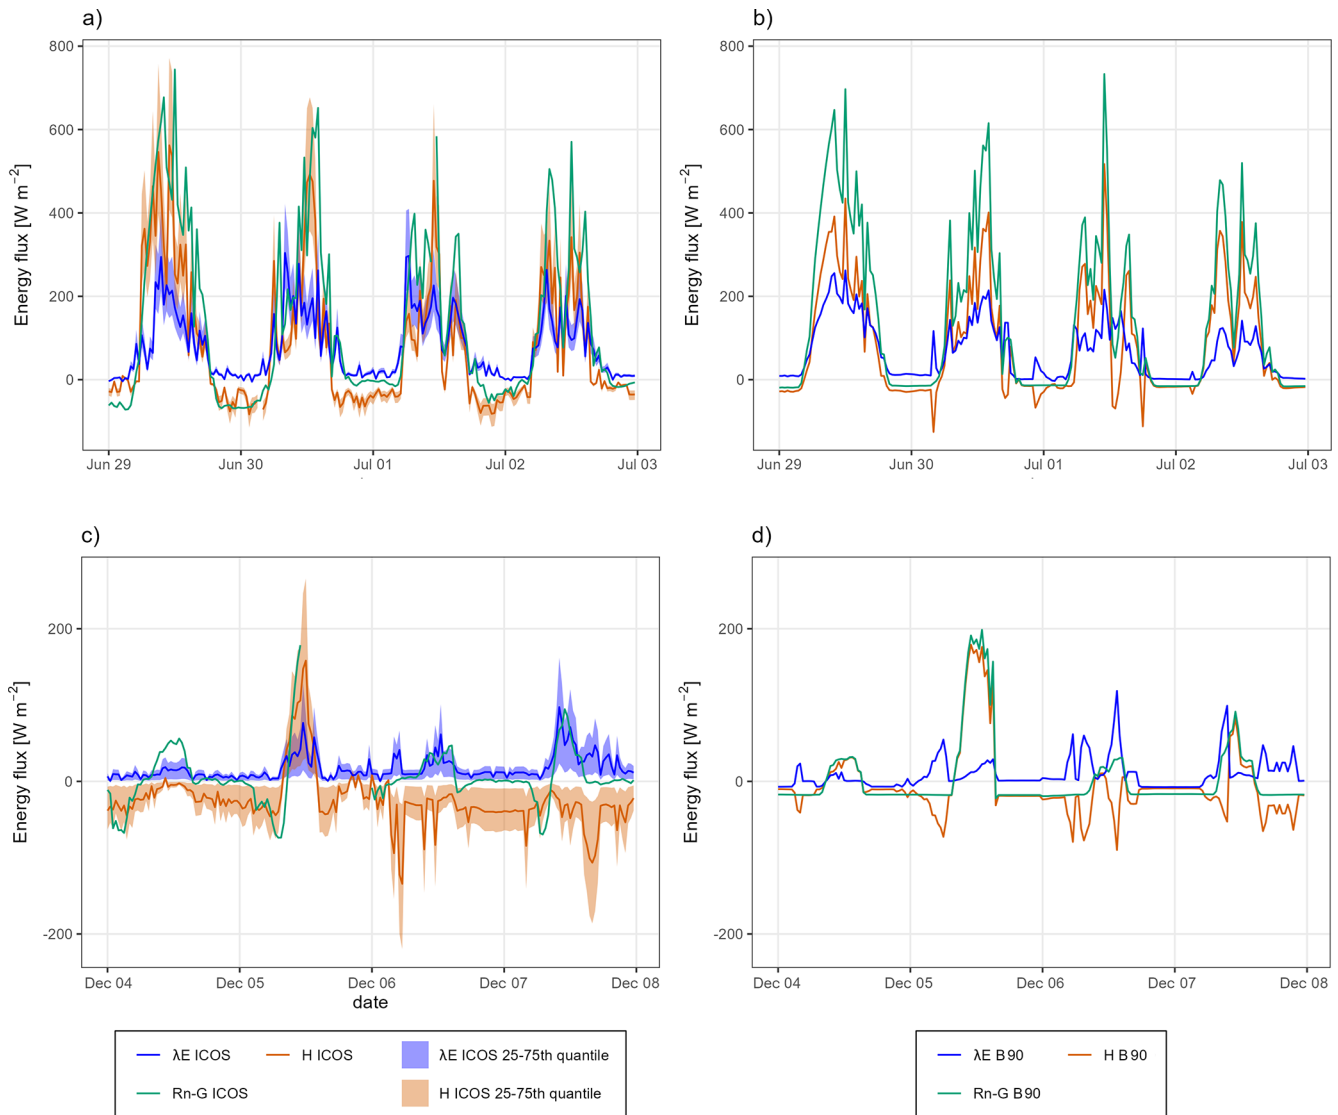 a)
b)
Energy flux [W m⁻²]
800
600
400
200
0
Jun 29
Jun 30
Jul 01
Jul 02
Jul 03
Energy flux [W m⁻²]
800
600
400
200
0
Jun 29
Jun 30
Jul 01
Jul 02
Jul 03
c)
d)
Energy flux [W m⁻²]
200
0
-200
Dec 04
Dec 05
Dec 06
Dec 07
Dec 08
date
Energy flux [W m⁻²]
200
0
-200
Dec 04
Dec 05
Dec 06
Dec 07
Dec 08
λE ICOS
H ICOS
λE ICOS 25-75th quantile
Rn-G ICOS
H ICOS 25-75th quantile
λE B90
H B90
Rn-G B90